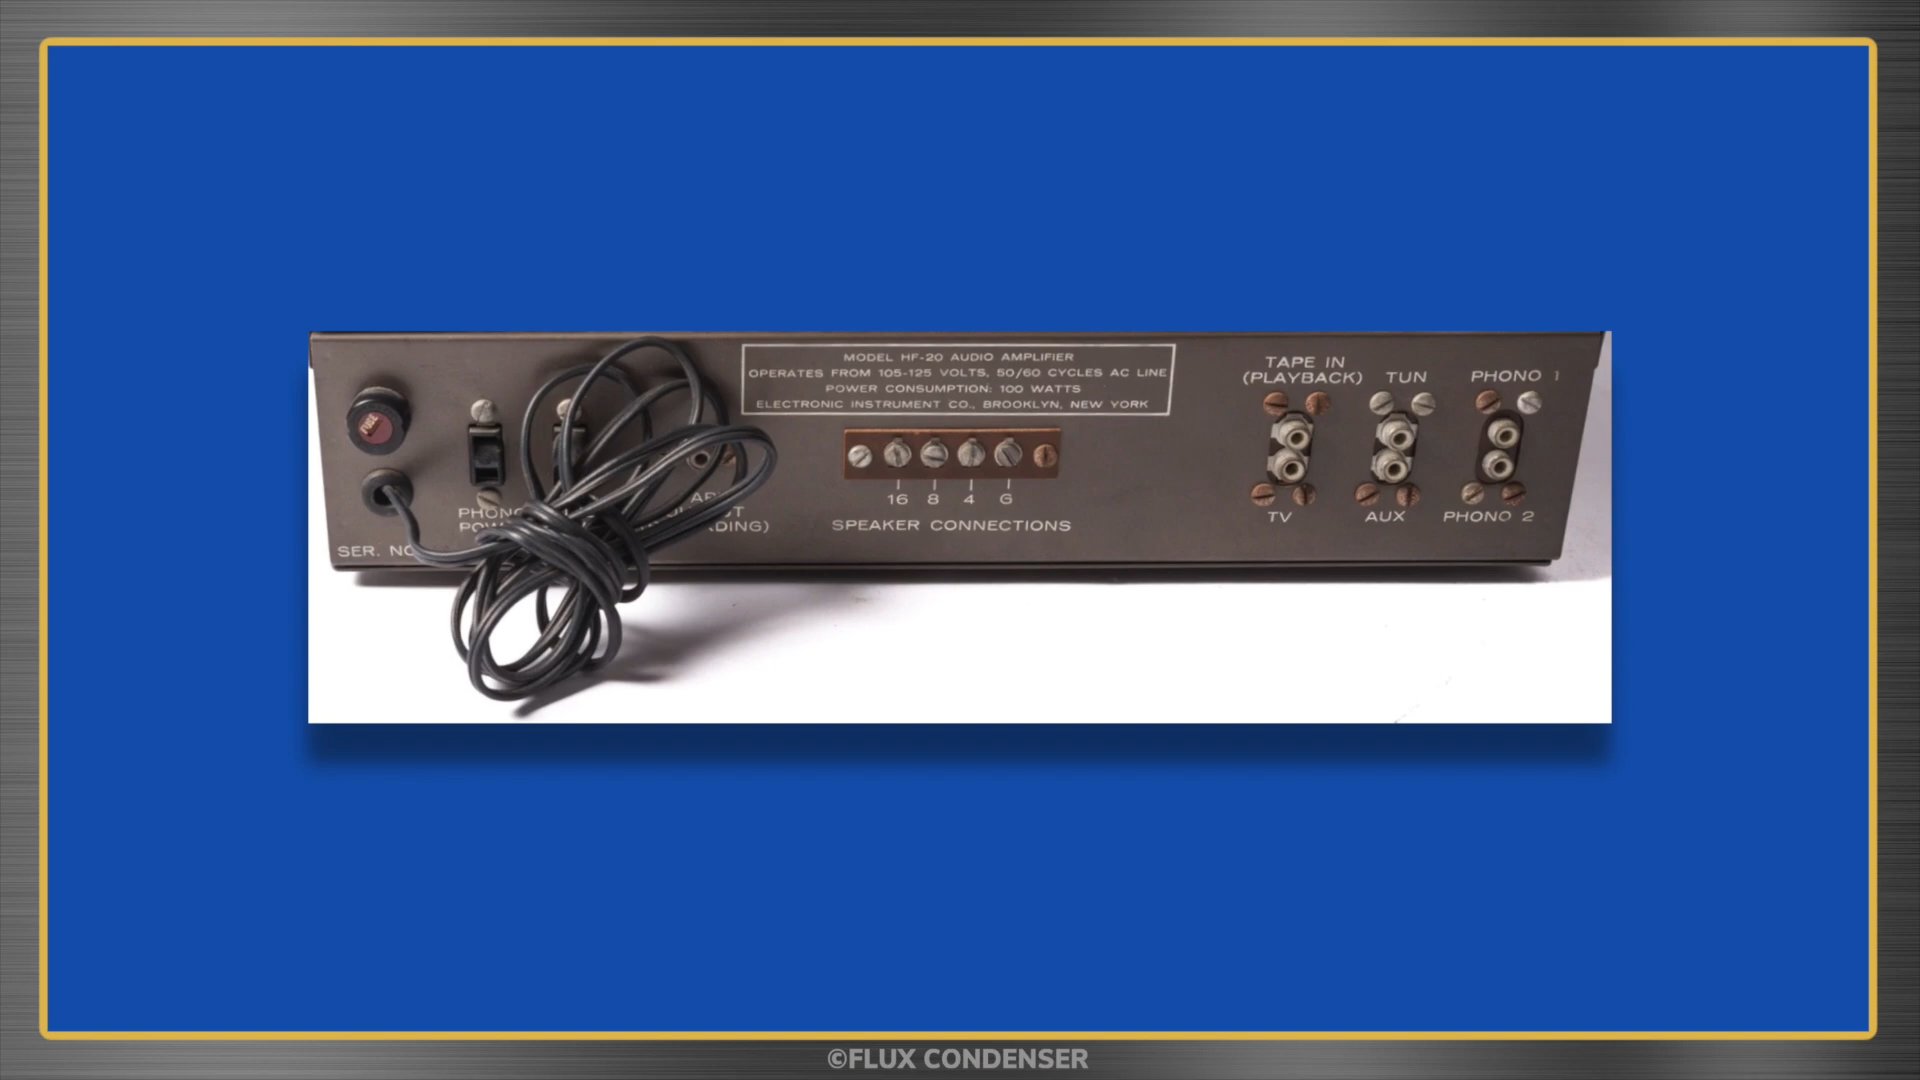 MODEL HF-20 AUDIO AMPLIFIER
OPERATES FROM 105-125 VOLTS, 50/60 CYCLES AC LINE
POWER CONSUMPTION: 100 WATTS
ELECTRONIC INSTRUMENT CO., BROOKLYN, NEW YORK
TAPE IN
(PLAYBACK) TUN PHONO 1
FUSE
16 8 4 G
SPEAKER CONNECTIONS
TV AUX PHONO 2
PHONO
SER. NO
©FLUX CONDENSER